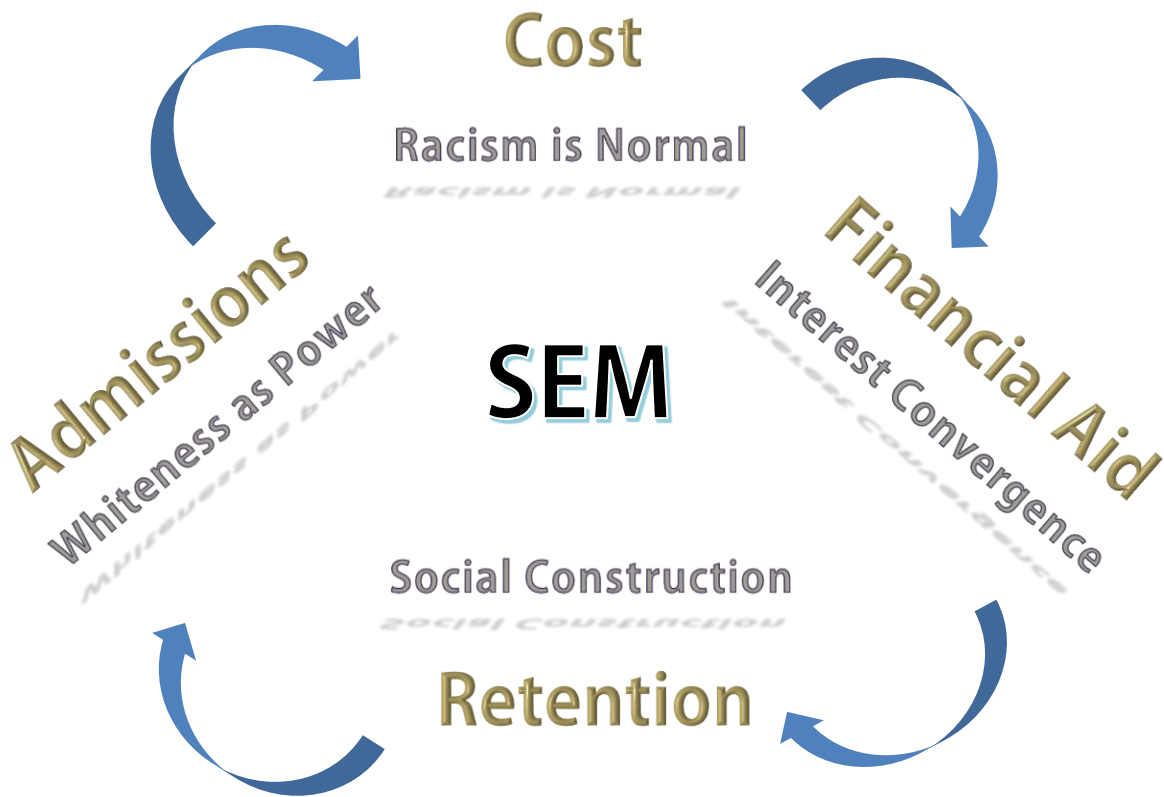 Cost
Racism is Normal
Admissions
Whiteness as Power
SEM
Financial Aid
Interest Convergence
Social Construction
Retention